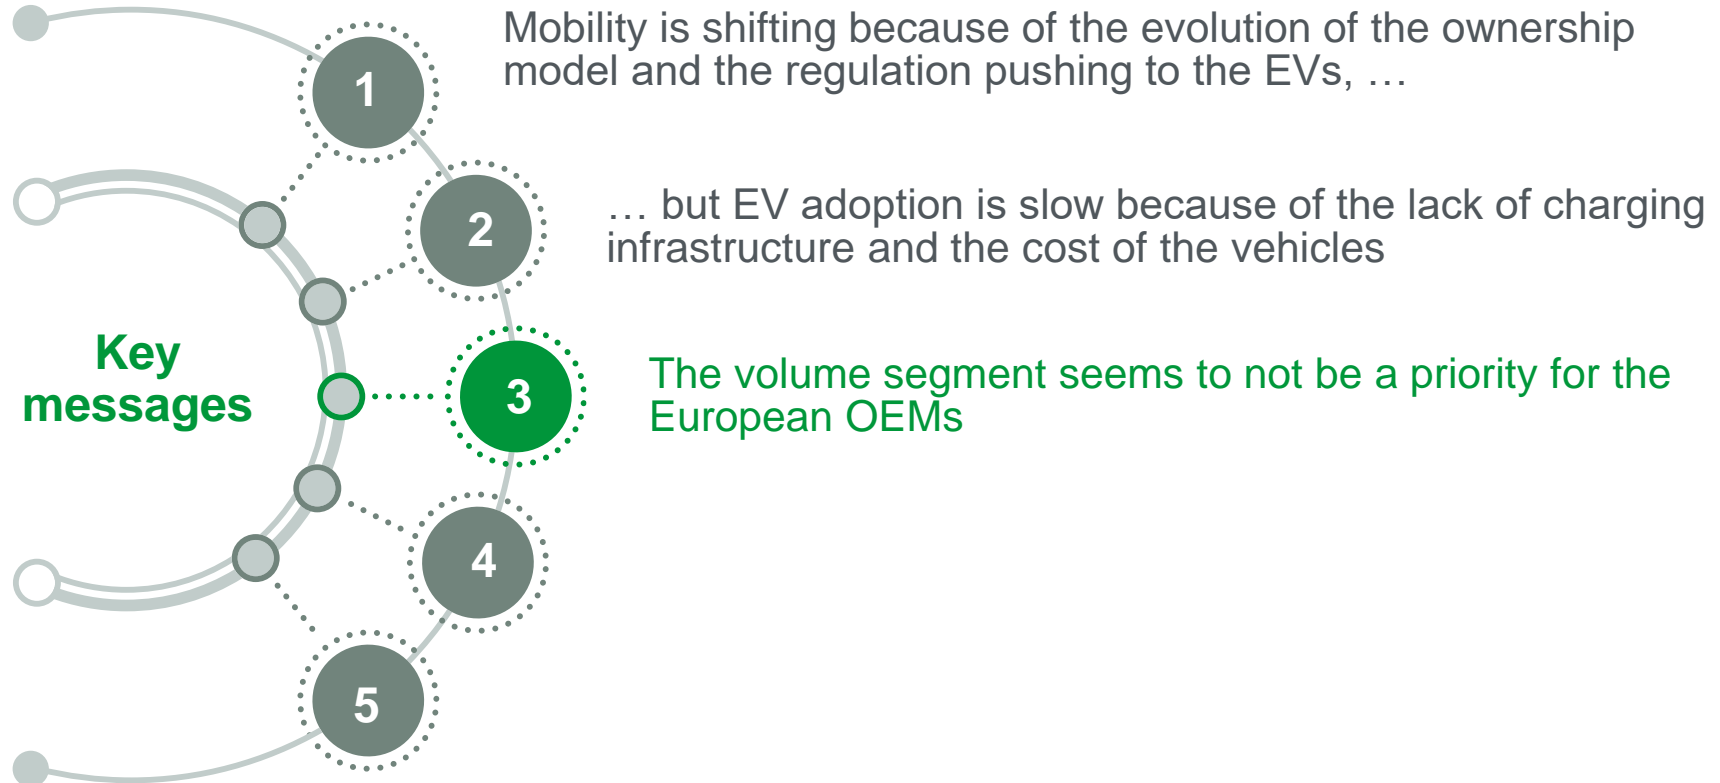 1
Mobility is shifting because of the evolution of the ownership
model and the regulation pushing to the EVs, …
2
… but EV adoption is slow because of the lack of charging
infrastructure and the cost of the vehicles
Key
messages
3
The volume segment seems to not be a priority for the
European OEMs
4
5